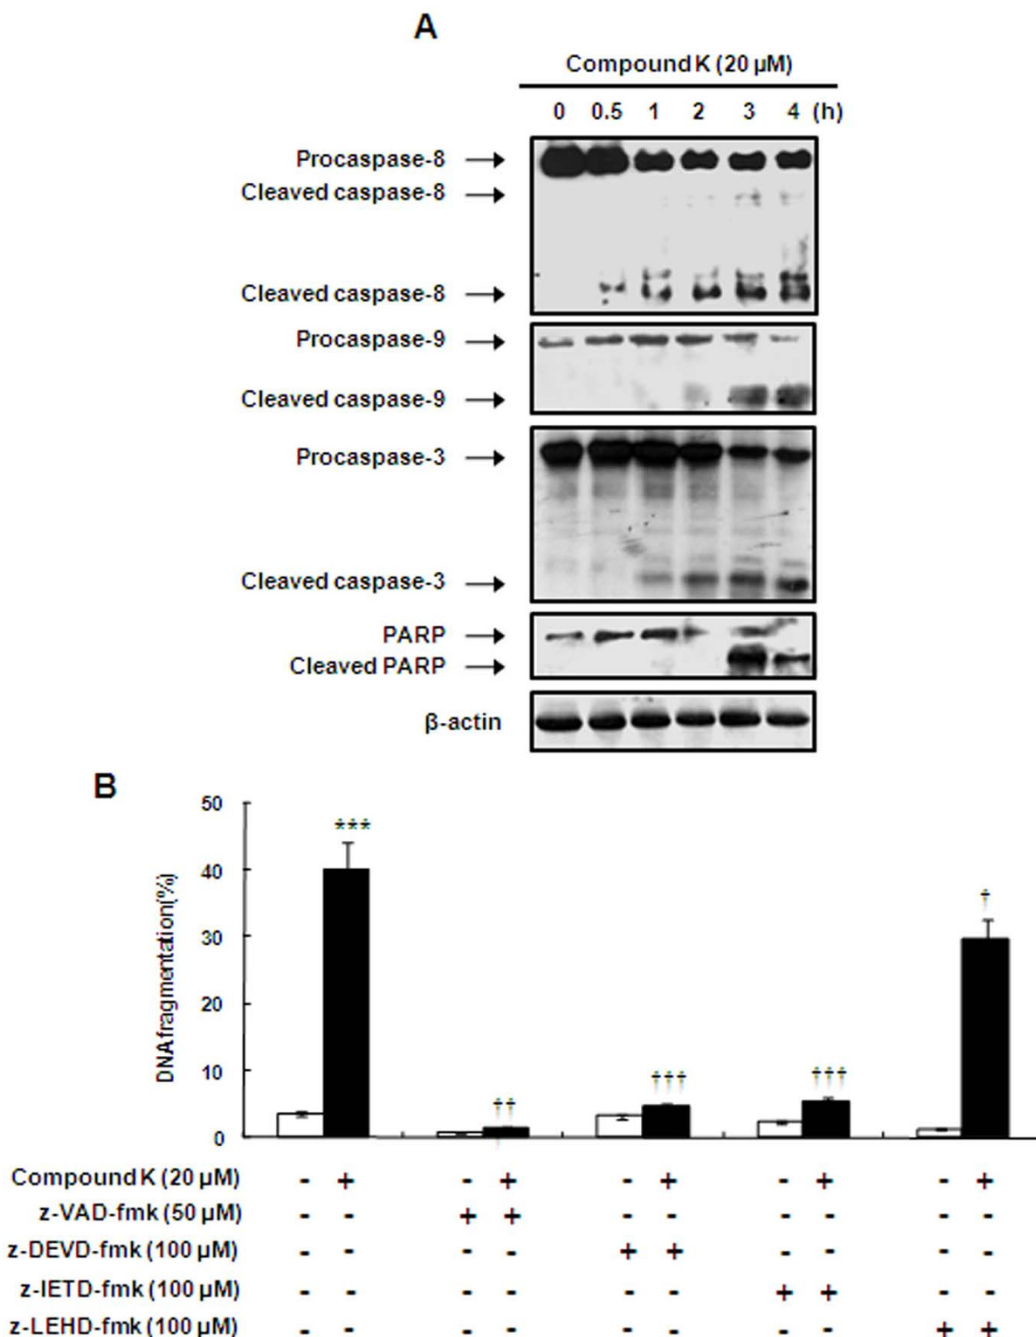 A
Compound K (20 µM)
0 0.5 1 2 3 4 (h)
Procaspase-8
Cleaved caspase-8
Cleaved caspase-8
Procaspase-9
Cleaved caspase-9
Procaspase-3
Cleaved caspase-3
PARP
Cleaved PARP
β-actin
B
DNA fragmentation(%)
50
40
30
20
10
0
***
††
†††
†††
†
Compound K (20 µM) - + - + - + - + - +
z-VAD-fmk (50 µM) - - + + - - - - - -
z-DEVD-fmk (100 µM) - - - - + + - - - -
z-IETD-fmk (100 µM) - - - - - - + + - -
z-LEHD-fmk (100 µM) - - - - - - - - + +